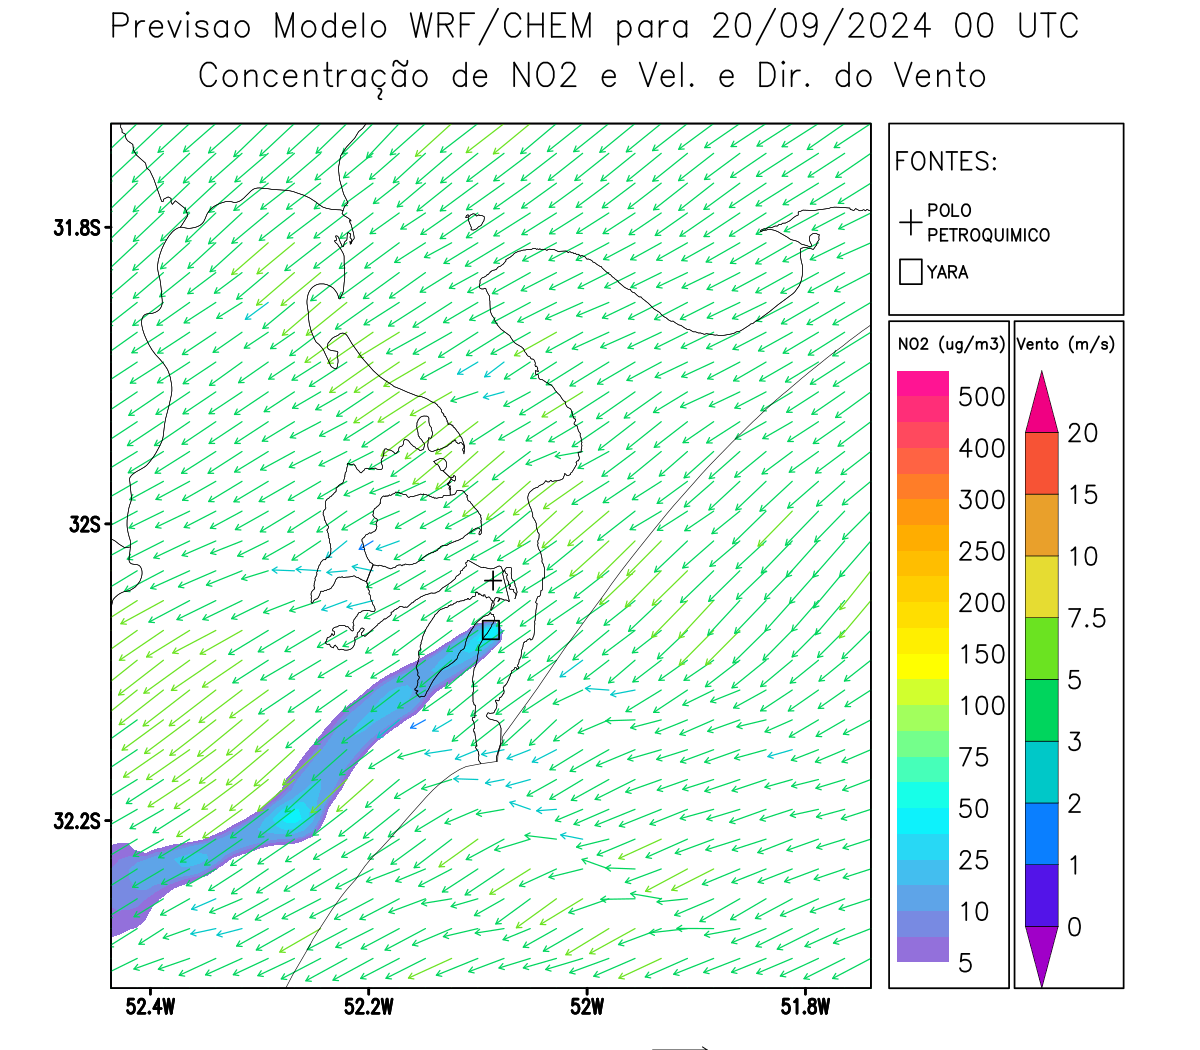 Previsao Modelo WRF/CHEM para 20/09/2024 00 UTC
Concentração de NO2 e Vel. e Dir. do Vento
FONTES:
POLO
PETROQUIMICO
YARA
NO2 (ug/m3)
500
400
300
250
200
150
100
75
50
25
10
5
Vento (m/s)
20
15
10
7.5
5
3
2
1
0
31.8S
32S
32.2S
52.4W
52.2W
52W
51.8W